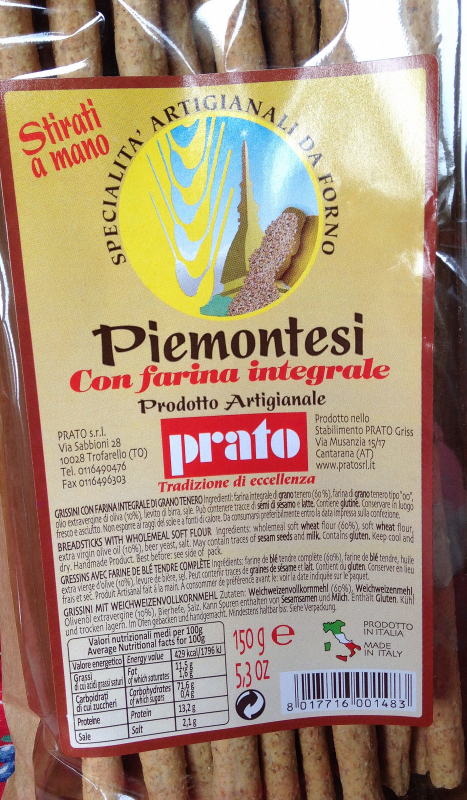 Stirati
a mano
SPECIALITA' ARTIGIANALI DA FORNO
Piemontesi
Con farina integrale
Prodotto Artigianale
PRATO s.r.l.
Via Sabbioni 28
10028 Trofarello (TO)
Tel. 0116490476
Fax 0116496303
prato
Tradizione di eccellenza
Prodotto nello
Stabilimento PRATO Griss
Via Musanzia 15/17
Cantarana (AT)
www.pratosrl.it
GRISSINI CON FARINA INTEGRALE DI GRANO TENERO Ingredienti: farina integrale di grano tenero (60 %), farina di grano tenero tipo "00",
olio extravergine di oliva (10%), lievito di birra, sale. Può contenere tracce di semi di sesamo e latte. Contiene glutine. Conservare in luogo
fresco e asciutto. Non esporre ai raggi del sole e a fonti di calore. Da consumarsi preferibilmente entro la data impressa sulla confezione.
BREADSTICKS WITH WHOLEMEAL SOFT FLOUR Ingredients: wholemeal soft wheat flour (60%), soft wheat flour,
extra virgin olive oil (10%), beer yeast, salt. May contain traces of sesam seeds and milk. Contains gluten. Keep cool and
dry. Handmade Product. Best before: see side of pack.
GRESSINS AVEC FARINE DE BLÉ TENDRE COMPLÈTE Ingrédients: farine de blé tendre complète (60%), farine de blé tendre, huile
extra vierge d'olive (10%), levure de bière, sel. Peut contenir traces de graines de sésame et lait. Contient du gluten. Conserver en lieu
frais et sec. Produit Artisanal fait à la main. A consommer de préférence avant le: voir la date indiquée sur le paquet.
GRISSINI MIT WEICHWEIZENVOLLKORNMEHL Zutaten: Weichweizenvollkornmehl (60%), Weichweizenmehl,
Olivenöl extravergine (10%), Bierhefe, Salz. Kann Spuren enthalten von Sesamsamen und Milch. Enthält Gluten. Kühl
und trocken lagern. Im Ofen gebacken und handgemacht. Mindestens haltbar bis: Siehe Verpackung.
Valori nutrizionali medi per 100g
Average Nutritional facts for 100g
Valore energetico Energy value 429 kcal/1796 kJ
Grassi Fat 11,5 g
di cui acidi grassi saturi of which saturates 1,6 g
Carboidrati Carbohydrates 71,6 g
di cui zuccheri of which sugars 0,4 g
Proteine Protein 13,2 g
Sale Salt 2,1 g
150 g e
5,3 OZ
PRODOTTO
IN ITALIA
MADE
IN ITALY
8 017716 001483